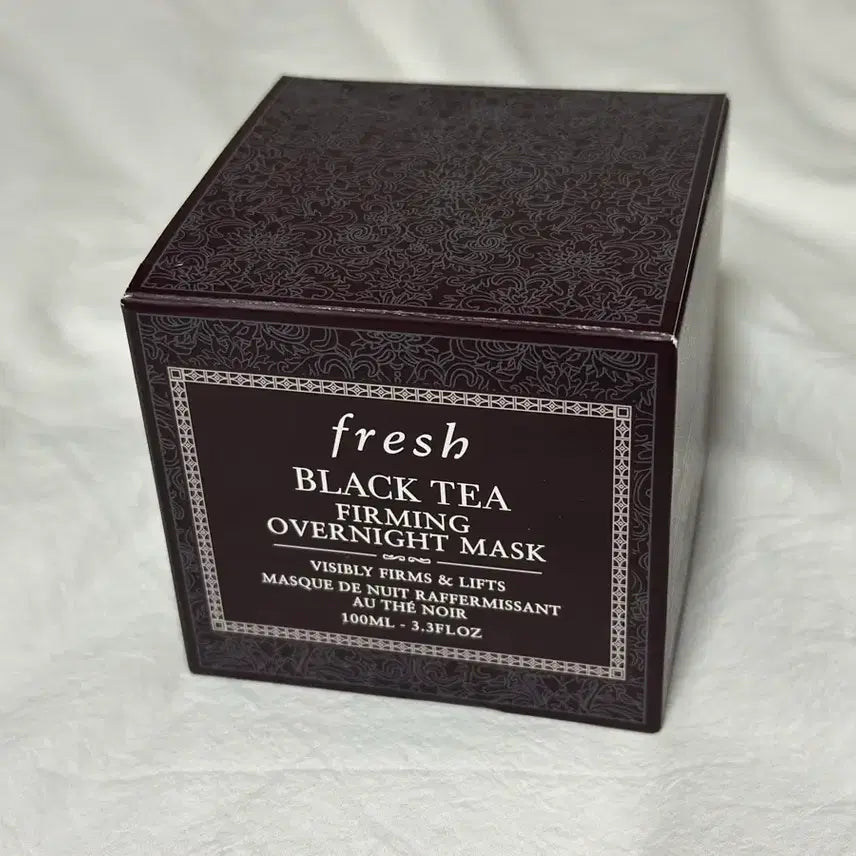 fresh
BLACK TEA
FIRMING
OVERNIGHT MASK
VISIBLY FIRMS & LIFTS
MASQUE DE NUIT RAFFERMISSANT
AU THÉ NOIR
100ML - 3.3FLOZ